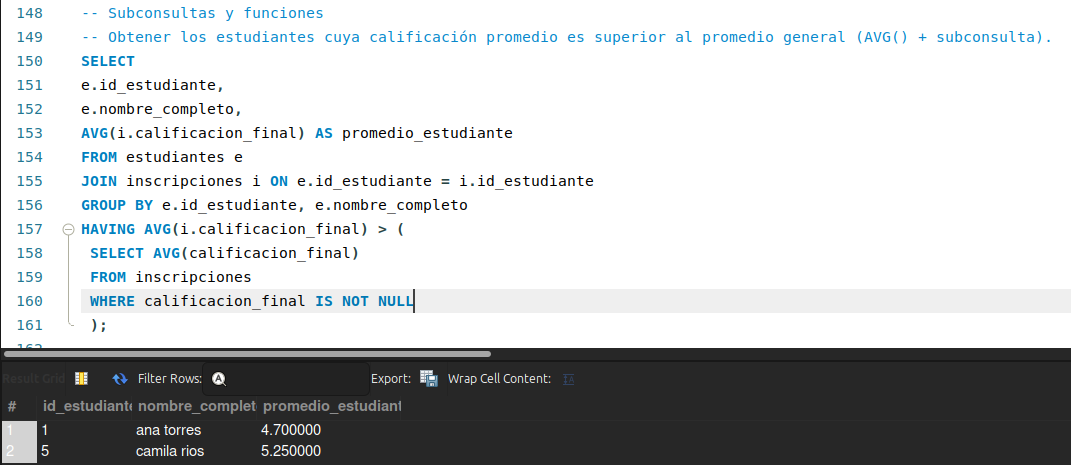 148 -- Subconsultas y funciones
149 -- Obtener los estudiantes cuya calificación promedio es superior al promedio general (AVG() + subconsulta).
150 SELECT
151 e.id_estudiante,
152 e.nombre_completo,
153 AVG(i.calificacion_final) AS promedio_estudiante
154 FROM estudiantes e
155 JOIN inscripciones i ON e.id_estudiante = i.id_estudiante
156 GROUP BY e.id_estudiante, e.nombre_completo
157 HAVING AVG(i.calificacion_final) > (
158 SELECT AVG(calificacion_final)
159 FROM inscripciones
160 WHERE calificacion_final IS NOT NULL
161 );
162
Result Grid Filter Rows: Export: Wrap Cell Content:
# id_estudiant nombre_complet promedio_estudiant
1 1 ana torres 4.700000
2 5 camila rios 5.250000